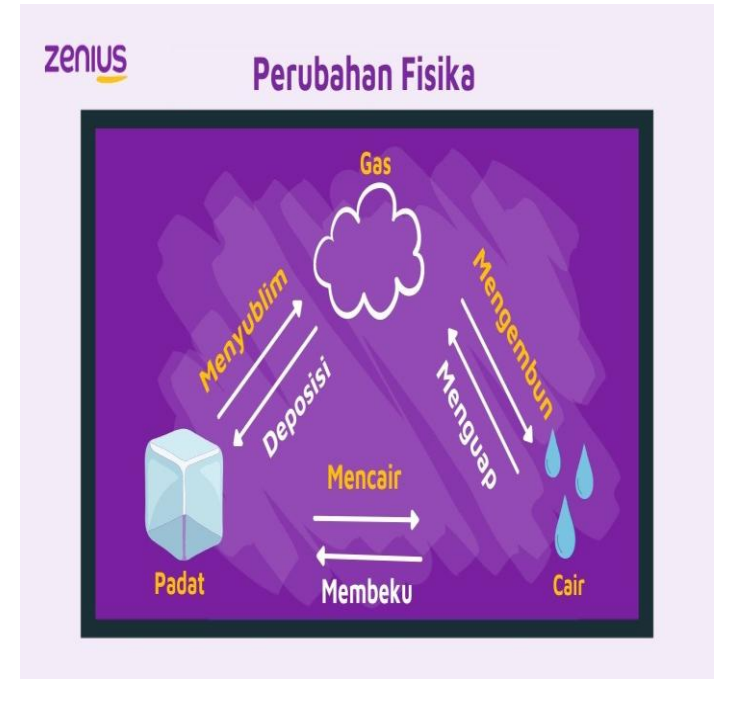 zenius
Perubahan Fisika
Gas
Menyublim
Deposisi
Mengembun
Menguap
Mencair
Membeku
Padat
Cair